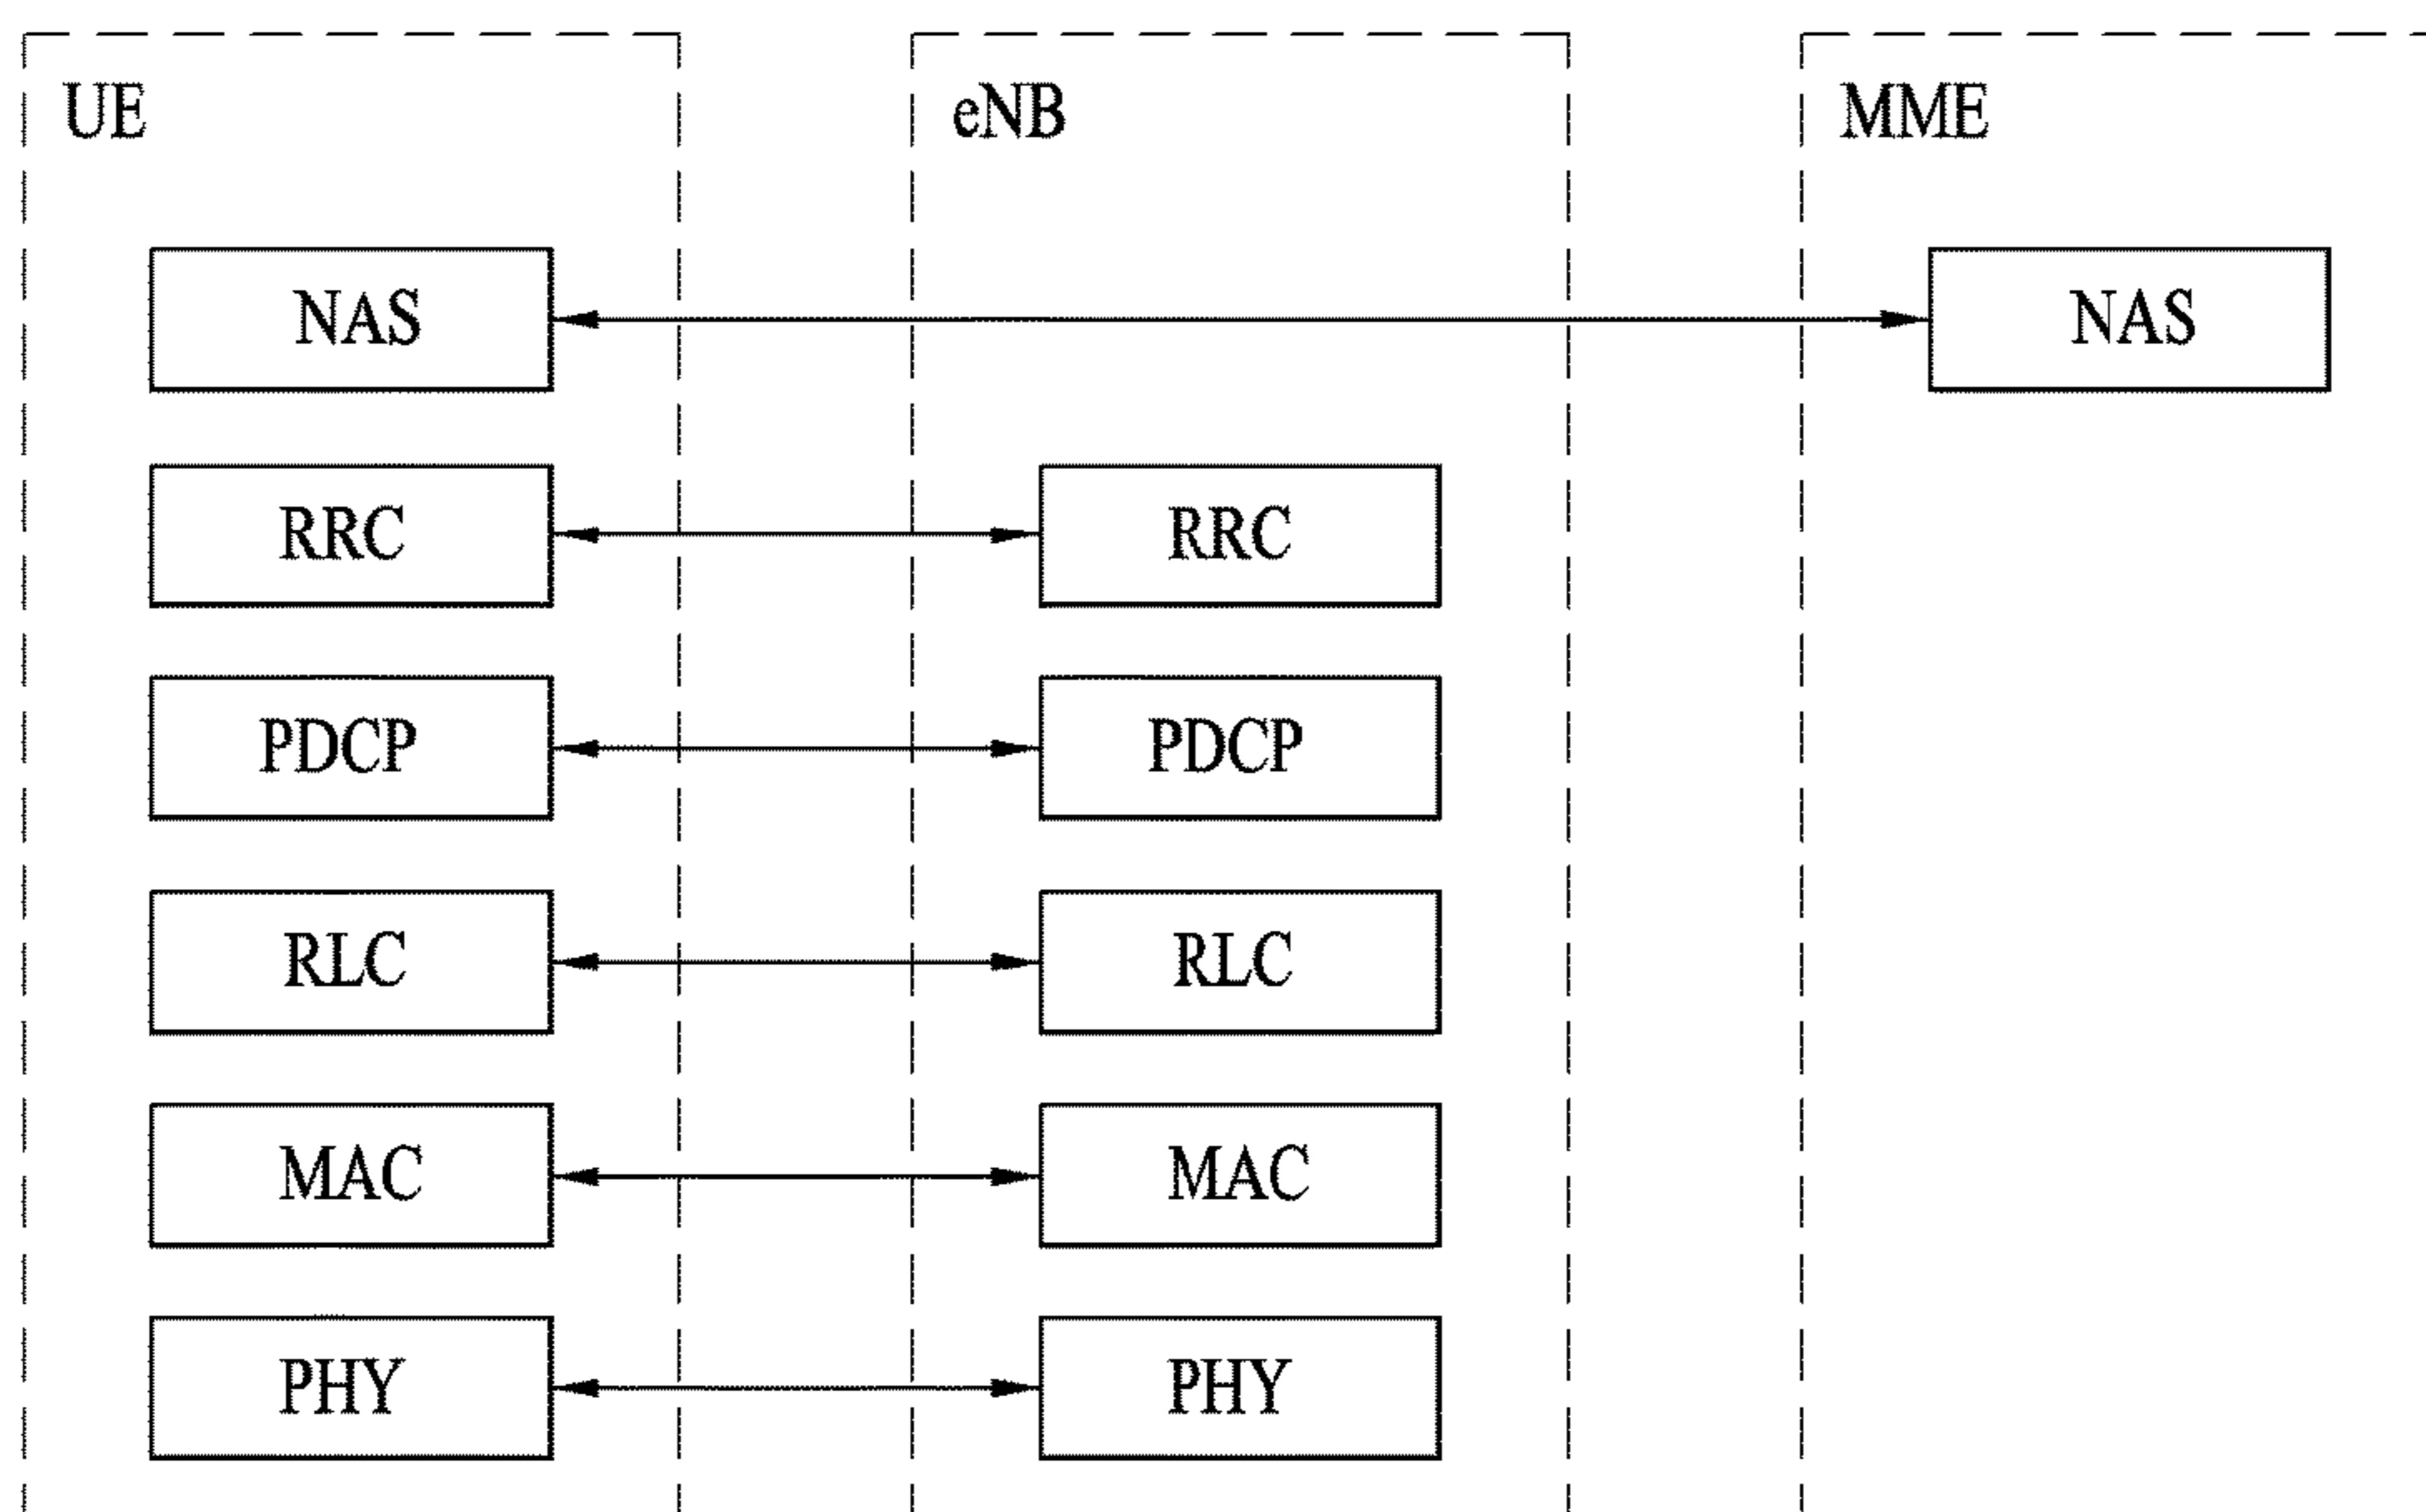 UE eNB MME
NAS NAS
RRC RRC
PDCP PDCP
RLC RLC
MAC MAC
PHY PHY